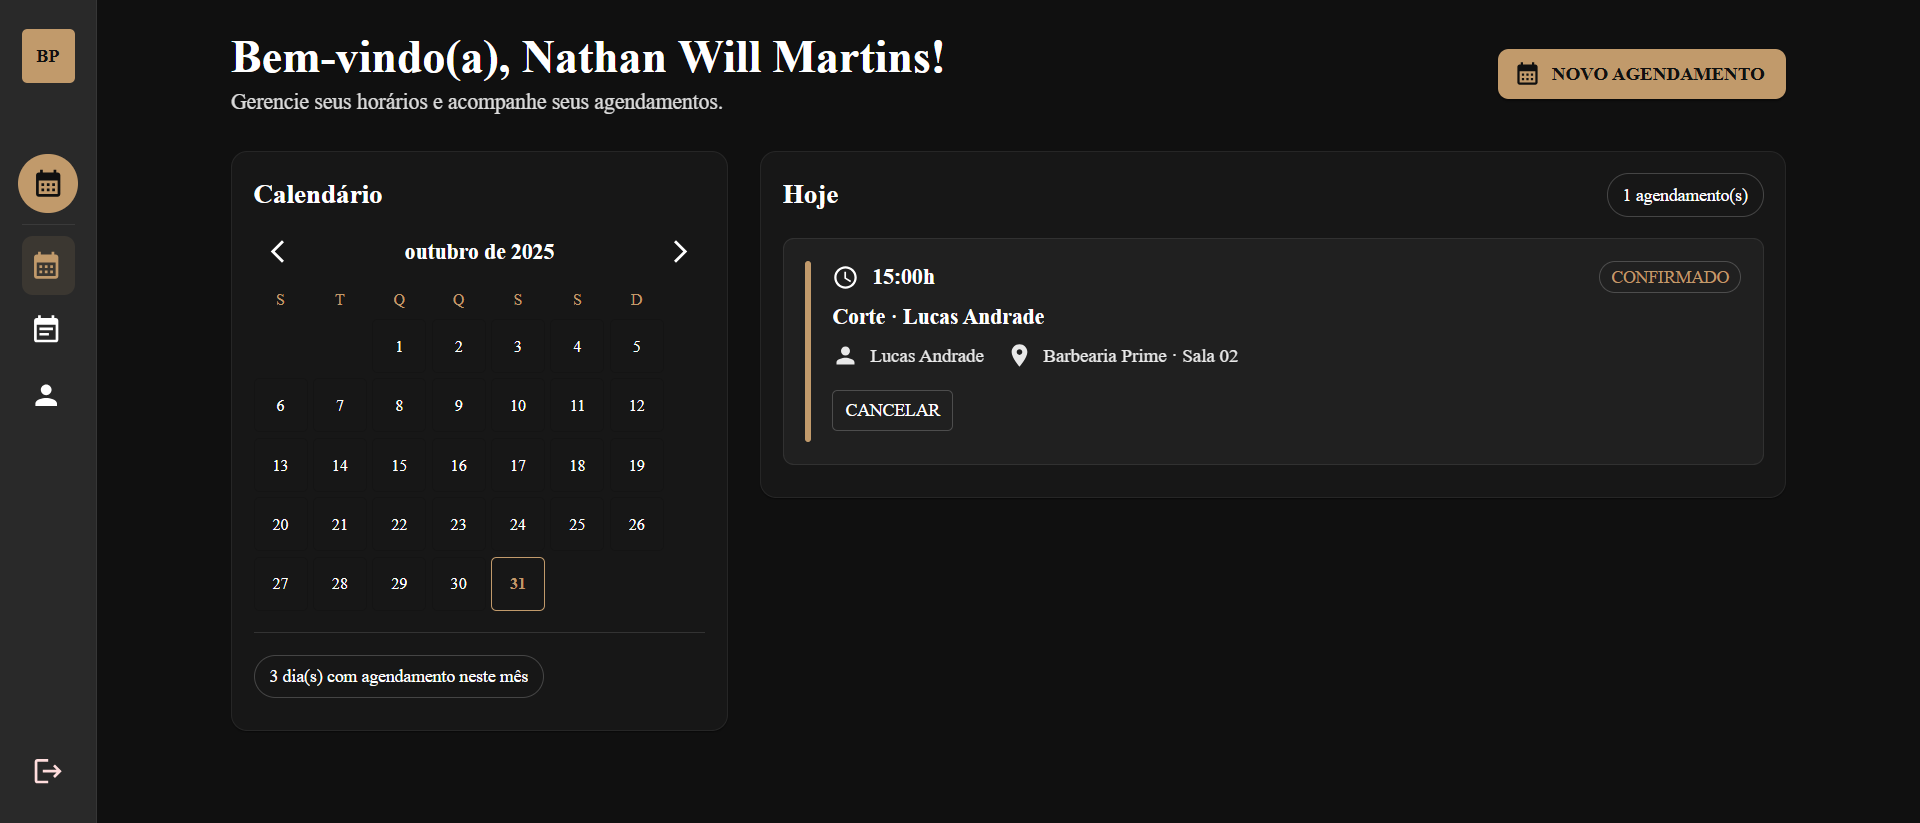 BP
Bem-vindo(a), Nathan Will Martins!
Gerencie seus horários e acompanhe seus agendamentos.
NOVO AGENDAMENTO
Calendário
outubro de 2025
S T Q Q S S D
1 2 3 4 5
6 7 8 9 10 11 12
13 14 15 16 17 18 19
20 21 22 23 24 25 26
27 28 29 30 31
3 dia(s) com agendamento neste mês
Hoje
1 agendamento(s)
15:00h
CONFIRMADO
Corte · Lucas Andrade
Lucas Andrade
Barbearia Prime · Sala 02
CANCELAR